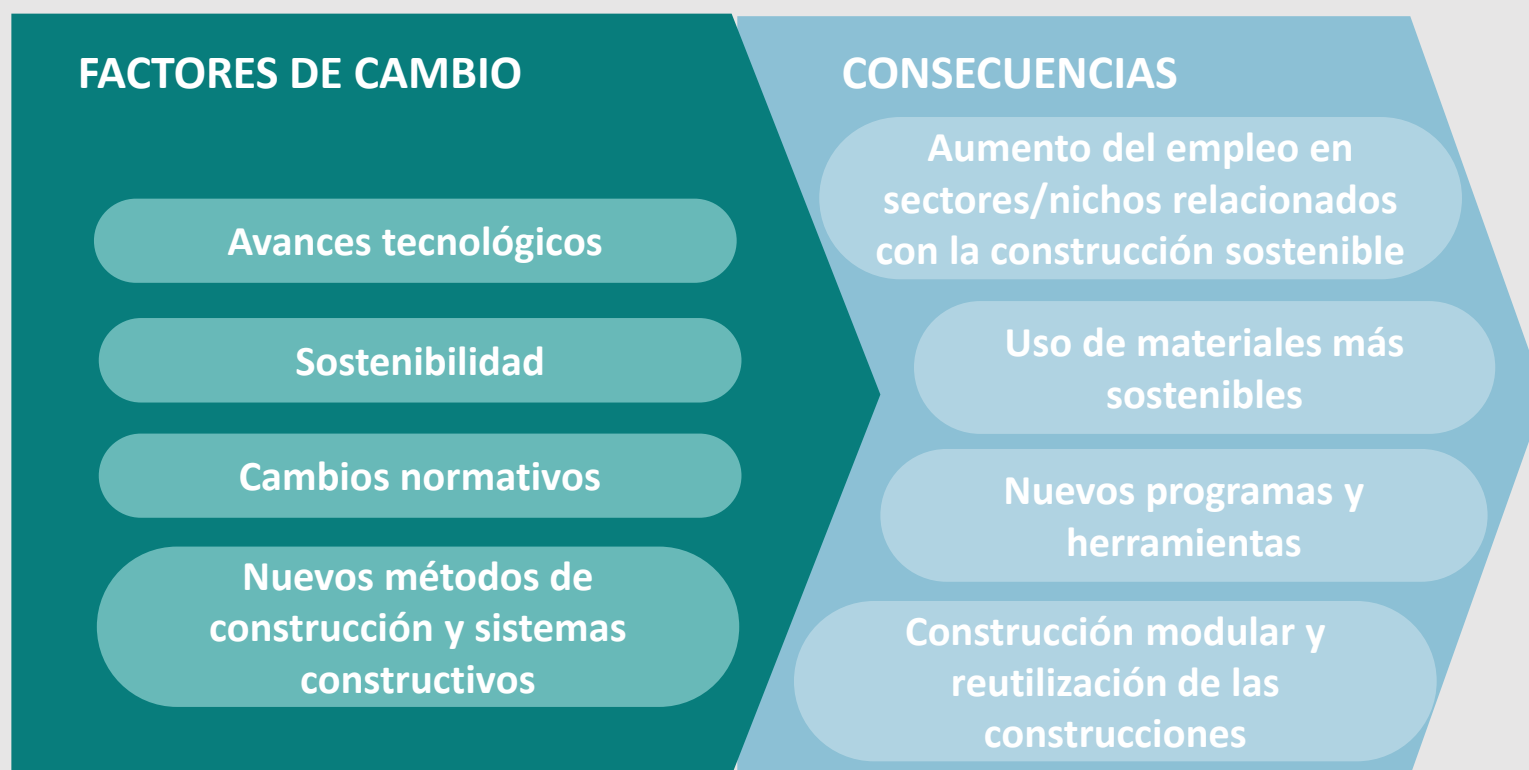 FACTORES DE CAMBIO
Avances tecnológicos
Sostenibilidad
Cambios normativos
Nuevos métodos de
construcción y sistemas
constructivos
CONSECUENCIAS
Aumento del empleo en
sectores/nichos relacionados
con la construcción sostenible
Uso de materiales más
sostenibles
Nuevos programas y
herramientas
Construcción modular y
reutilización de las
construcciones